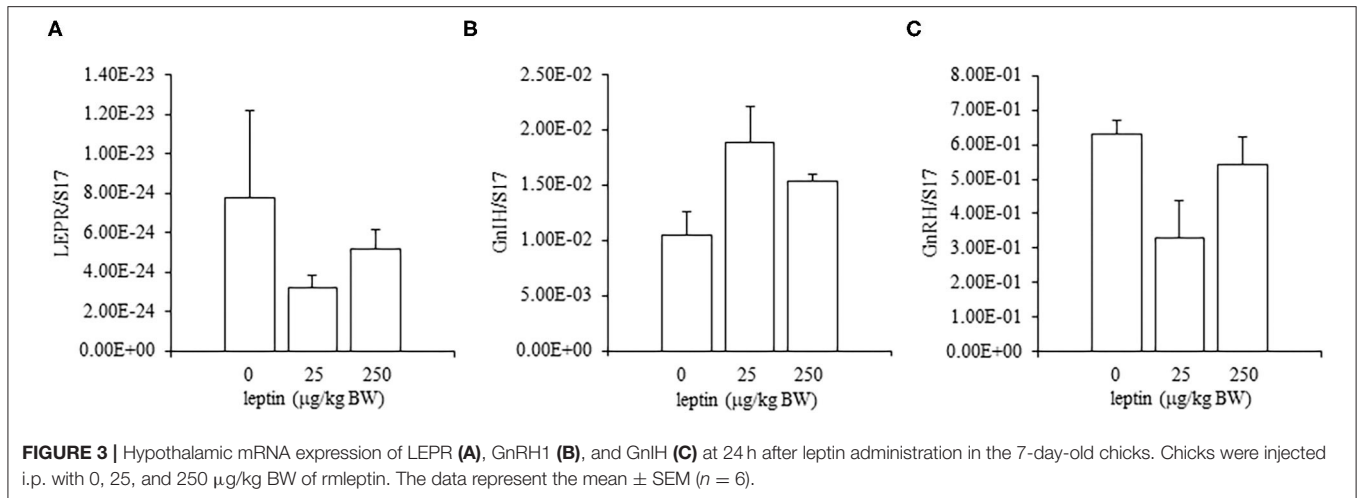 A
B
C
1.40E-23
1.20E-23
1.00E-23
8.00E-24
6.00E-24
4.00E-24
2.00E-24
0.00E+00
LEPR/S17
0 25 250
leptin (μg/kg BW)
2.50E-02
2.00E-02
1.50E-02
1.00E-02
5.00E-03
0.00E+00
GnIH/S17
0 25 250
leptin (μg/kg BW)
8.00E-01
7.00E-01
6.00E-01
5.00E-01
4.00E-01
3.00E-01
2.00E-01
1.00E-01
0.00E+00
GnRH/S17
0 25 250
leptin (μg/kg BW)
FIGURE 3 | Hypothalamic mRNA expression of LEPR (A), GnRH1 (B), and GnIH (C) at 24 h after leptin administration in the 7-day-old chicks. Chicks were injected
i.p. with 0, 25, and 250 μg/kg BW of rmleptin. The data represent the mean ± SEM (n = 6).